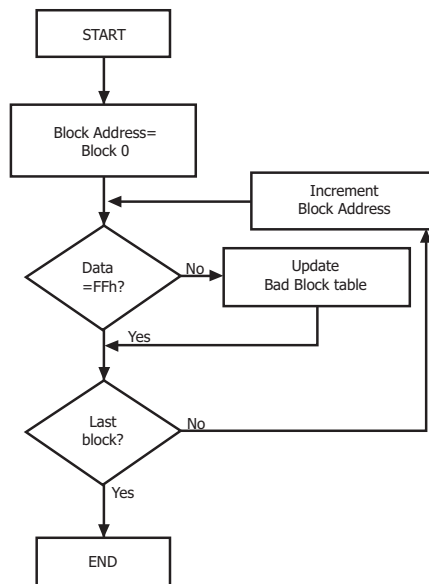 START
Block Address=
Block 0
Increment
Block Address
Data
=FFh?
No
Update
Bad Block table
Yes
Last
block?
No
Yes
END